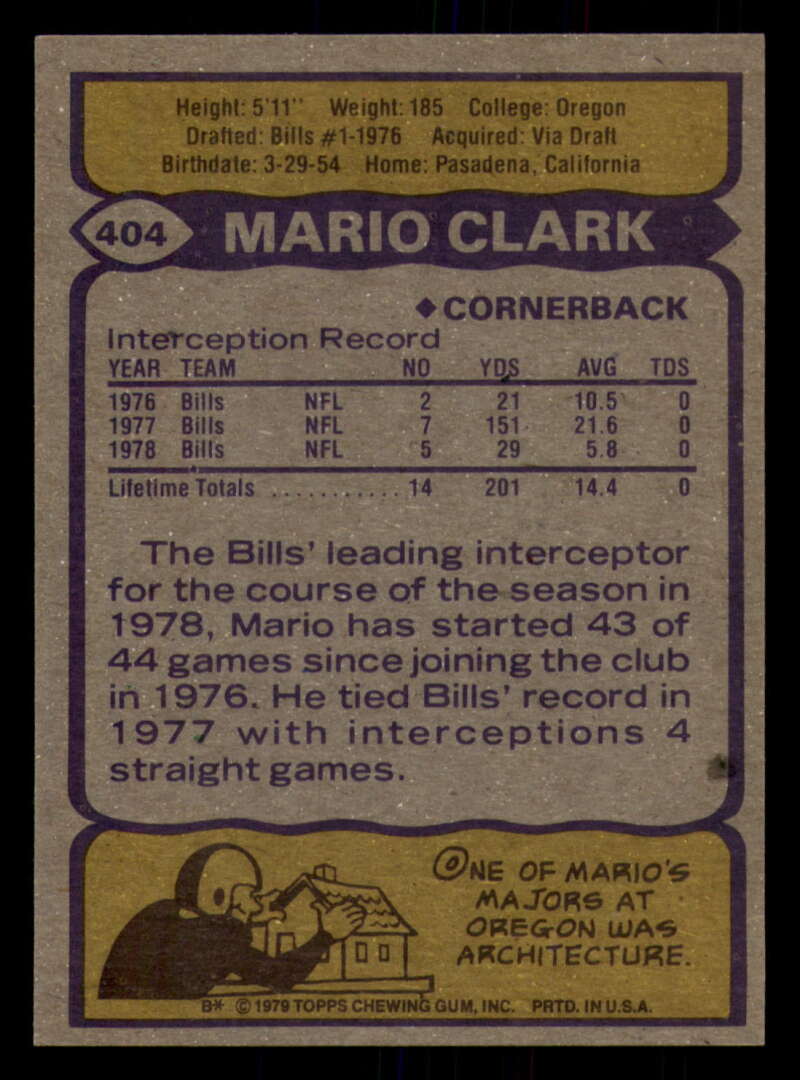 Height: 5'11" Weight: 185 College: Oregon
Drafted: Bills #1-1976 Acquired: Via Draft
Birthdate: 3-29-54 Home: Pasadena, California
404 MARIO CLARK
◆CORNERBACK
Interception Record
YEAR TEAM NO YDS AVG TDS
1976 Bills NFL 2 21 10.5 0
1977 Bills NFL 7 151 21.6 0
1978 Bills NFL 5 29 5.8 0
Lifetime Totals ........... 14 201 14.4 0
The Bills' leading interceptor
for the course of the season in
1978, Mario has started 43 of
44 games since joining the club
in 1976. He tied Bills' record in
1977 with interceptions 4
straight games.
ONE OF MARIO'S
MAJORS AT
OREGON WAS
ARCHITECTURE.
B* © 1979 TOPPS CHEWING GUM, INC. PRTD. IN U.S.A.